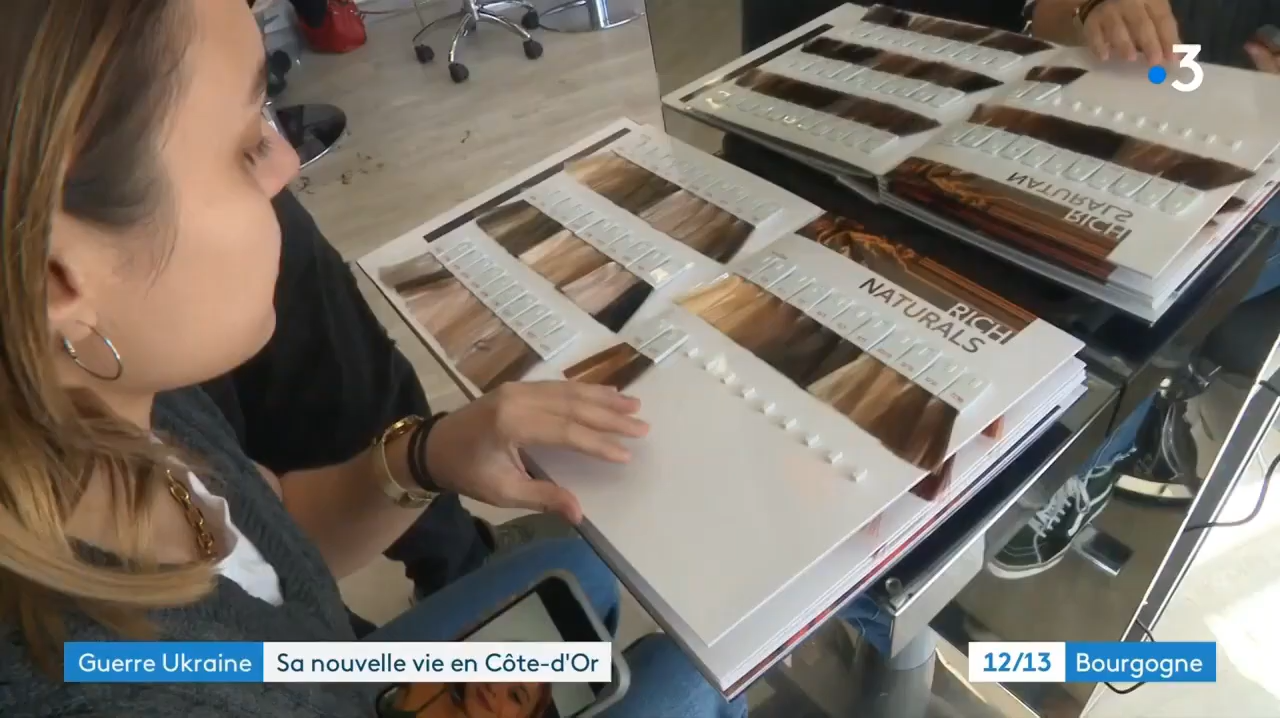 3
NATURALS
RICH
RICH
NATURALS
Guerre Ukraine
Sa nouvelle vie en Côte-d'Or
12/13
Bourgogne